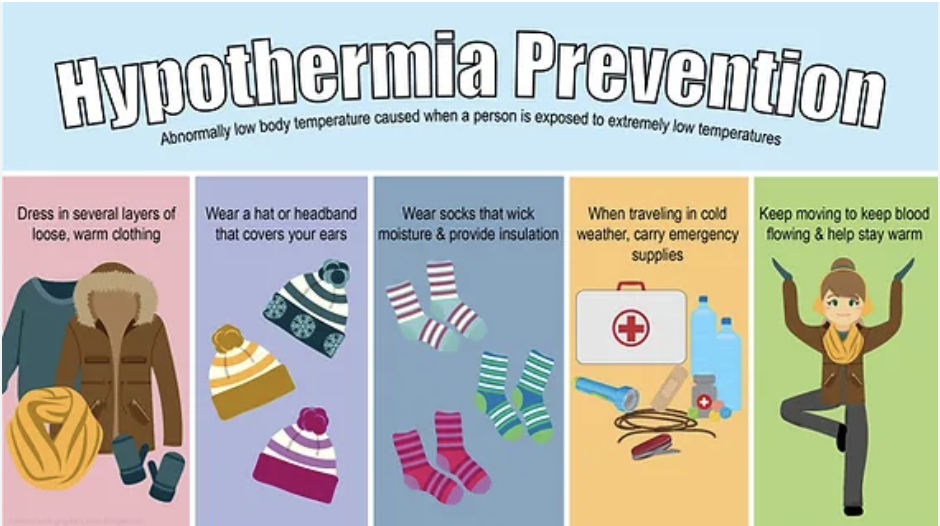 Hypothermia Prevention
Abnormally low body temperature caused when a person is exposed to extremely low temperatures
Dress in several layers of
loose, warm clothing
Wear a hat or headband
that covers your ears
Wear socks that wick
moisture & provide insulation
When traveling in cold
weather, carry emergency
supplies
Keep moving to keep blood
flowing & help stay warm